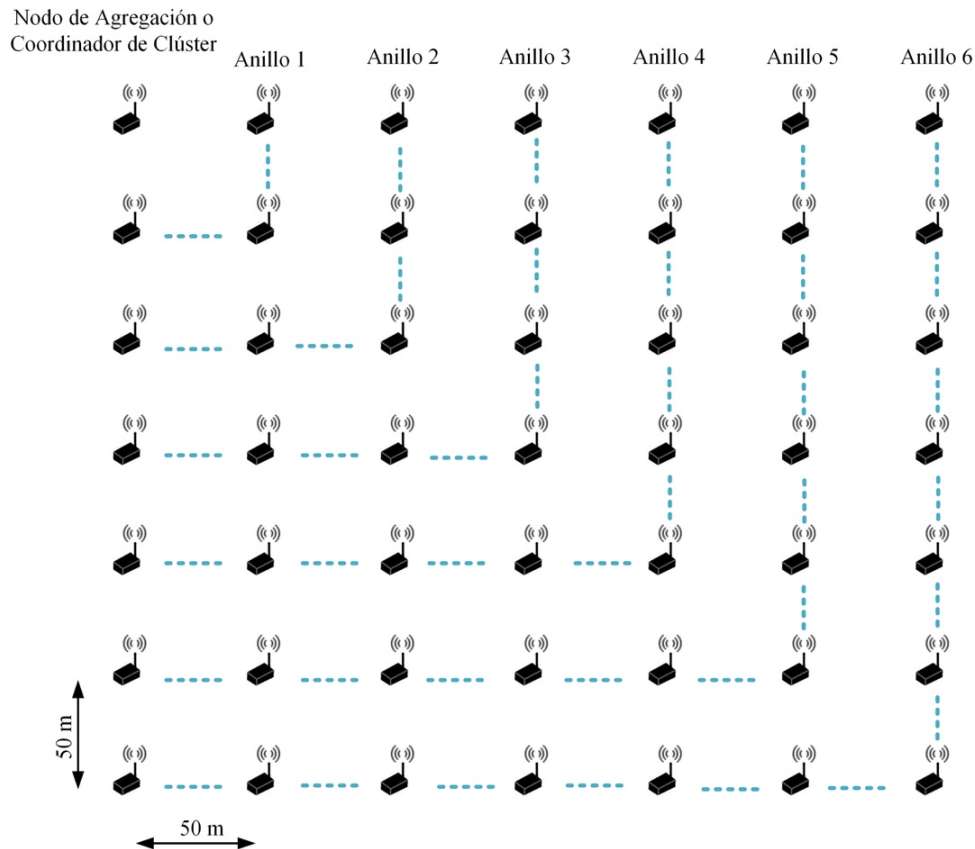 Nodo de Agregación o
Coordinador de Clúster
Anillo 1
Anillo 2
Anillo 3
Anillo 4
Anillo 5
Anillo 6
50 m
50 m